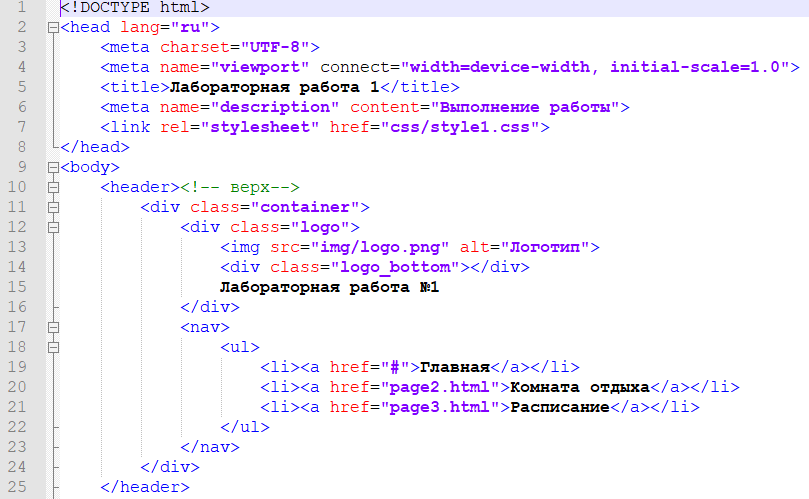 1 <!DOCTYPE html>
2 <head lang="ru">
3 <meta charset="UTF-8">
4 <meta name="viewport" connect="width=device-width, initial-scale=1.0">
5 <title>Лабораторная работа 1</title>
6 <meta name="description" content="Выполнение работы">
7 <link rel="stylesheet" href="css/style1.css">
8 </head>
9 <body>
10 <header><!-- верх-->
11 <div class="container">
12 <div class="logo">
13 <img src="img/logo.png" alt="Логотип">
14 <div class="logo_bottom"></div>
15 Лабораторная работа №1
16 </div>
17 <nav>
18 <ul>
19 <li><a href="#">Главная</a></li>
20 <li><a href="page2.html">Комната отдыха</a></li>
21 <li><a href="page3.html">Расписание</a></li>
22 </ul>
23 </nav>
24 </div>
25 </header>